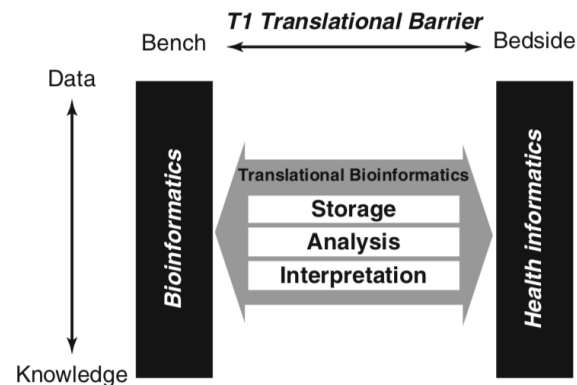 T1 Translational Barrier
Bench
Bedside
Data
Bioinformatics
Translational Bioinformatics
Storage
Analysis
Interpretation
Health informatics
Knowledge